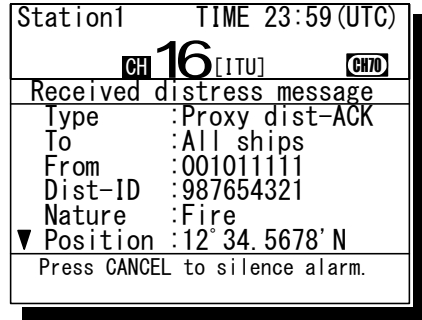 Station1 TIME 23:59(UTC)
CH 16 [ITU] CH70
Received distress message
Type :Proxy dist-ACK
To :All ships
From :001011111
Dist-ID :987654321
Nature :Fire
▼ Position :12°34.5678'N
Press CANCEL to silence alarm.